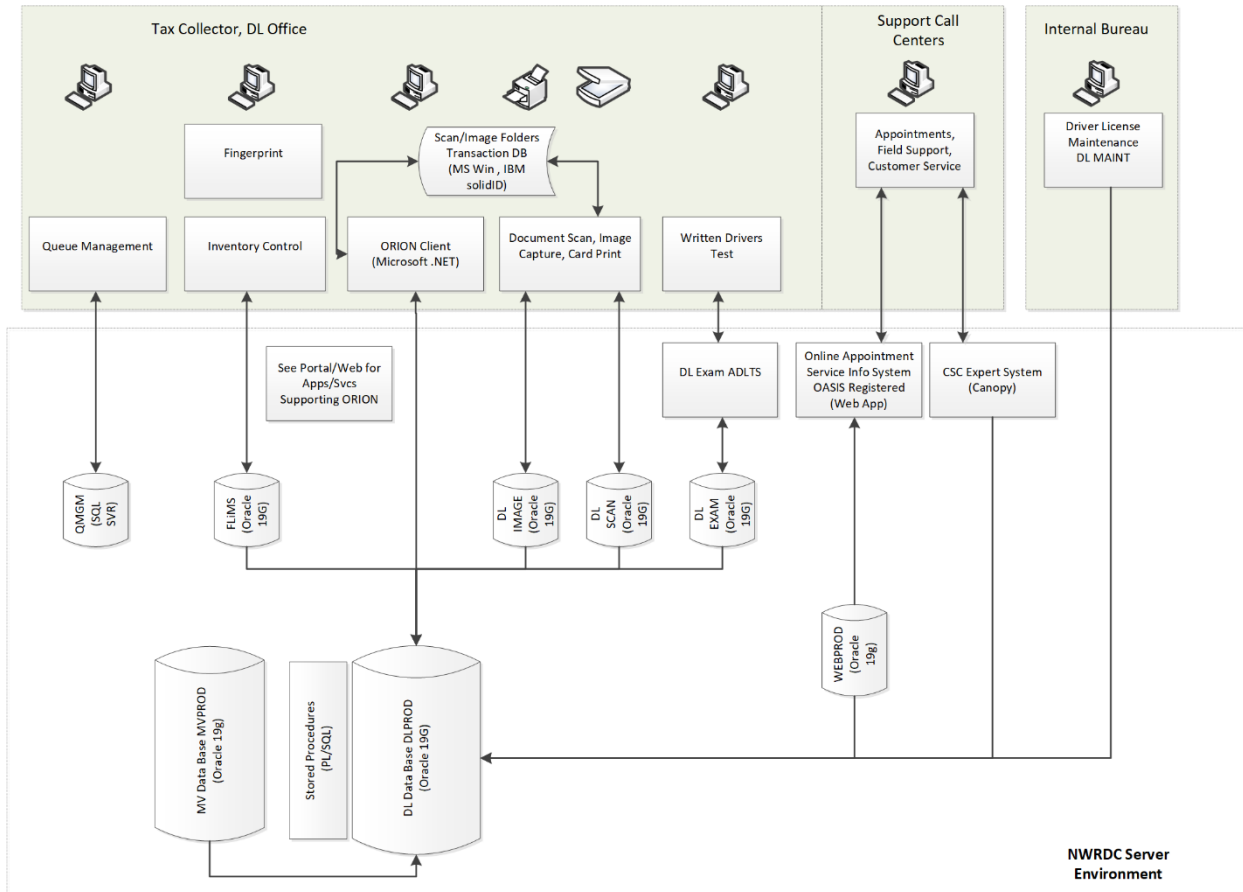 Tax Collector, DL Office
Support Call
Centers
Internal Bureau
Fingerprint
Scan/Image Folders
Transaction DB
(MS Win , IBM
solidID)
Appointments,
Field Support,
Customer Service
Driver License
Maintenance
DL MAINT
Queue Management
Inventory Control
ORION Client
(Microsoft .NET)
Document Scan, Image
Capture, Card Print
Written Drivers
Test
See Portal/Web for
Apps/Svcs
Supporting ORION
DL Exam ADLTS
Online Appointment
Service Info System
OASIS Registered
(Web App)
CSC Expert System
(Canopy)
QMGM
(SQL
SVR)
FLiMS
(Oracle
19G)
DL
IMAGE
(Oracle
19G)
DL
SCAN
(Oracle
19G)
DL
EXAM
(Oracle
19G)
WEBPROD
(Oracle
19g)
MV Data Base MVPROD
(Oracle 19g)
Stored Procedures
(PL/SQL)
DL Data Base DLPROD
(Oracle 19G)
NWRDC Server
Environment